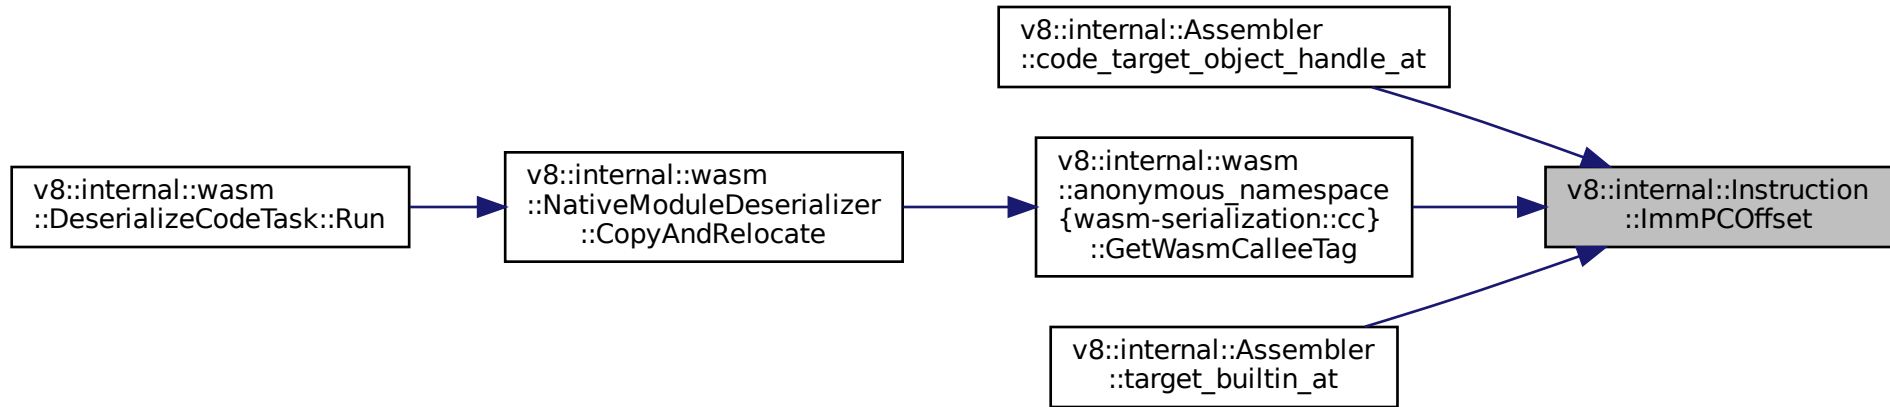 v8::internal::Assembler
::code_target_object_handle_at
v8::internal::wasm
::DeserializeCodeTask::Run
v8::internal::wasm
::NativeModuleDeserializer
::CopyAndRelocate
v8::internal::wasm
::anonymous_namespace
{wasm-serialization::cc}
::GetWasmCalleeTag
v8::internal::Instruction
::ImmPCOffset
v8::internal::Assembler
::target_builtin_at